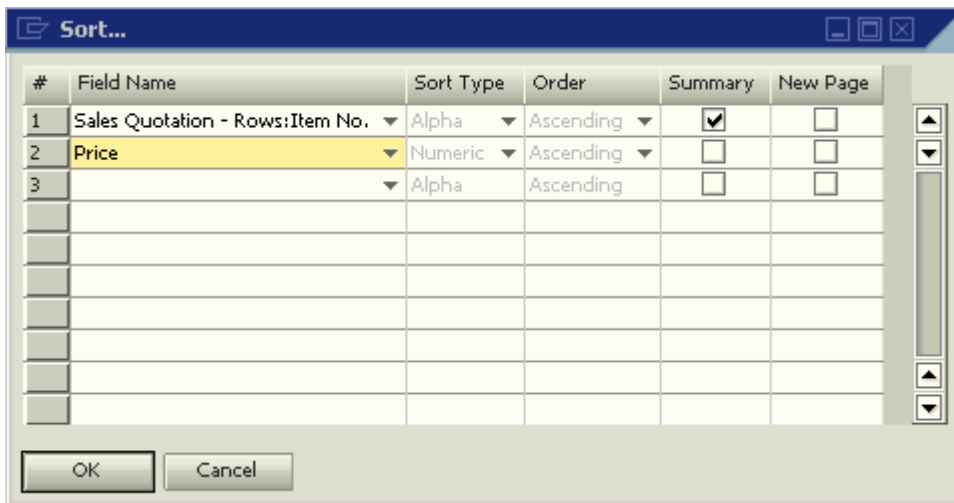 Sort...
# Field Name Sort Type Order Summary New Page
1 Sales Quotation - Rows:Item No. Alpha Ascending
2 Price Numeric Ascending
3 Alpha Ascending
OK Cancel